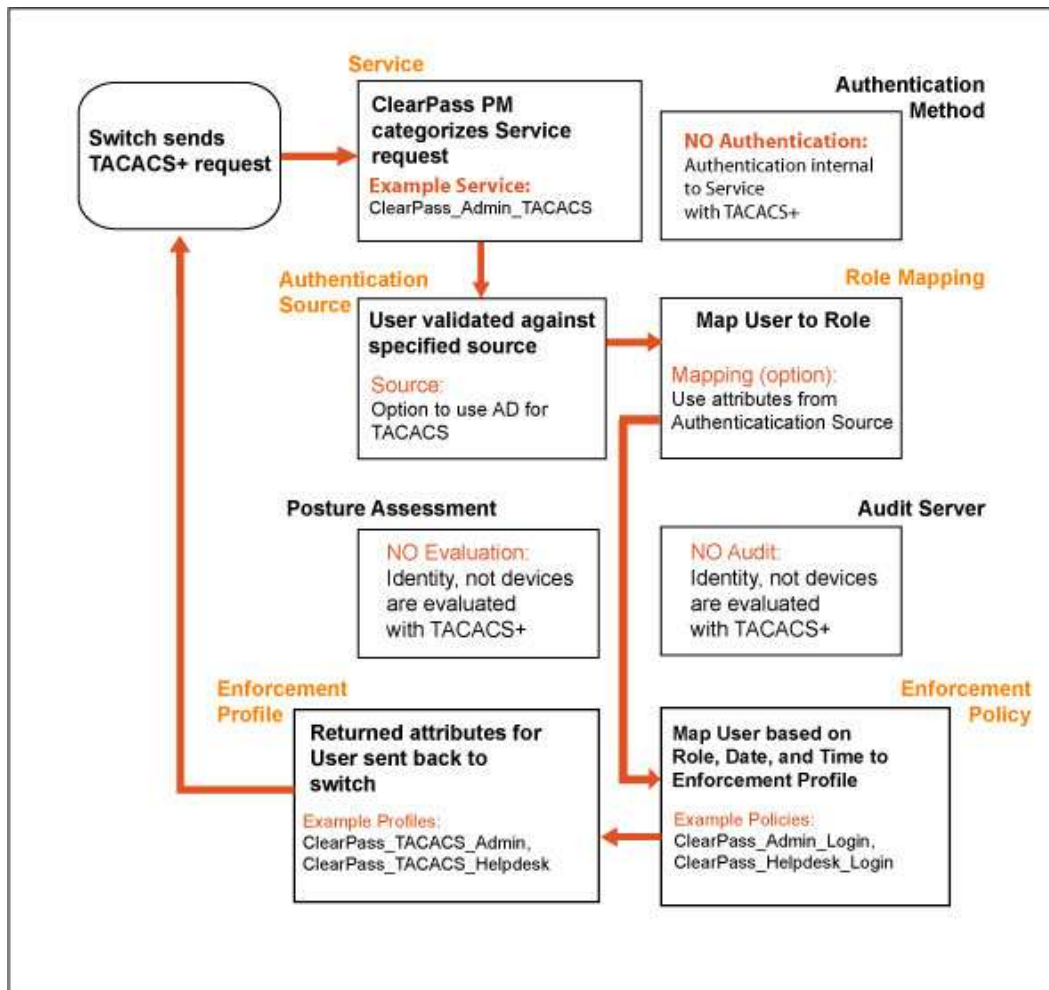 Service
Switch sends
TACACS+ request
ClearPass PM
categorizes Service
request
Example Service:
ClearPass_Admin_TACACS
Authentication
Method
NO Authentication:
Authentication internal
to Service
with TACACS+
Authentication
Source
User validated against
specified source
Source:
Option to use AD for
TACACS
Role Mapping
Map User to Role
Mapping (option):
Use attributes from
Authenticatication Source
Posture Assessment
NO Evaluation:
Identity, not devices
are evaluated
with TACACS+
Audit Server
NO Audit:
Identity, not devices
are evaluated
with TACACS+
Enforcement
Profile
Returned attributes for
User sent back to
switch
Example Profiles:
ClearPass_TACACS_Admin,
ClearPass_TACACS_Helpdesk
Enforcement
Policy
Map User based on
Role, Date, and Time to
Enforcement Profile
Example Policies:
ClearPass_Admin_Login,
ClearPass_Helpdesk_Login